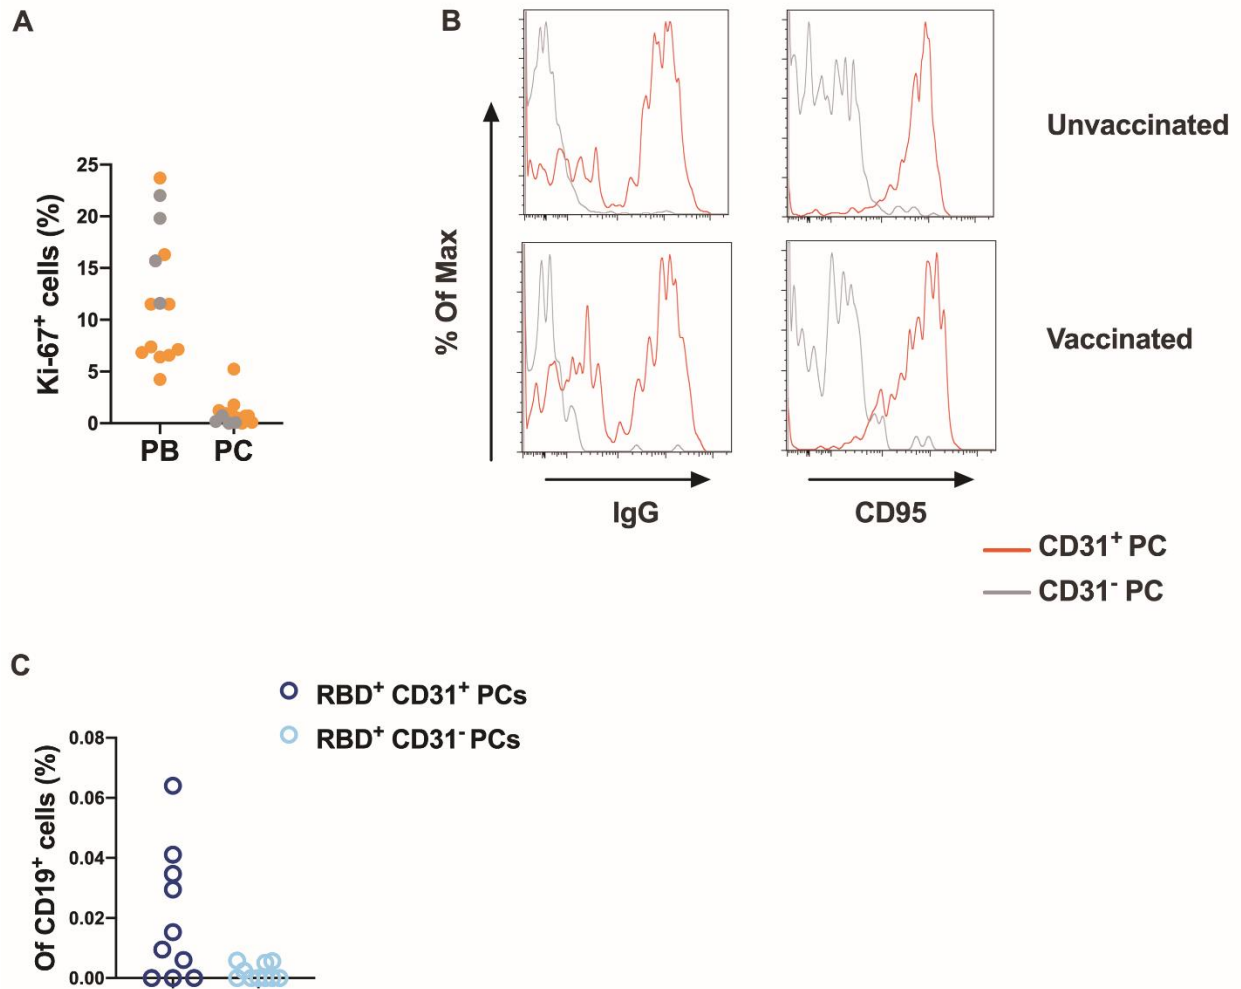 A
Ki-67⁺ cells (%)
25
20
15
10
5
0
PB PC
B
% Of Max
Unvaccinated
Vaccinated
IgG
CD95
CD31⁺ PC
CD31⁻ PC
C
RBD⁺ CD31⁺ PCs
RBD⁺ CD31⁻ PCs
Of CD19⁺ cells (%)
0.08
0.06
0.04
0.02
0.00